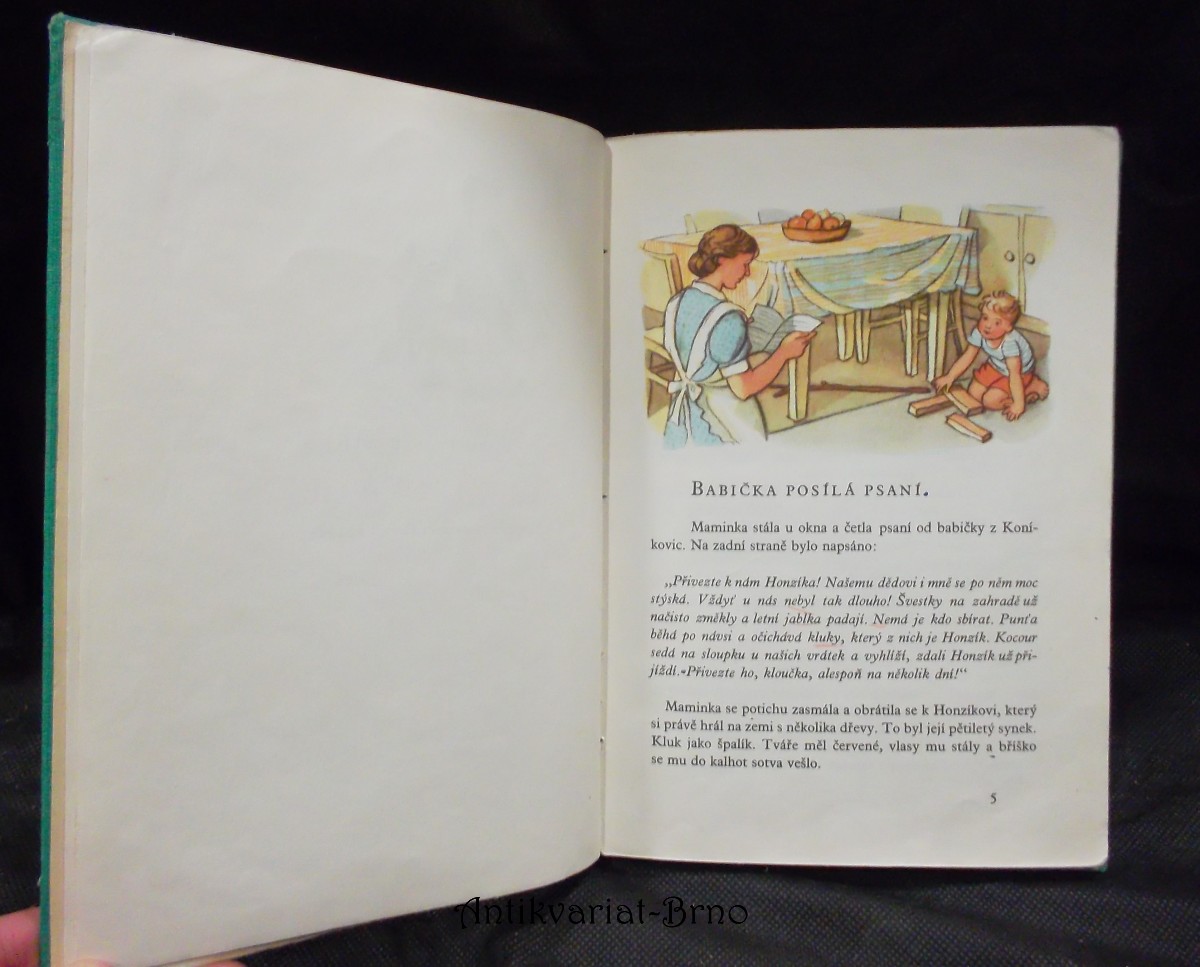 BABIČKA POSÍLÁ PSANÍ.
Maminka stála u okna a četla psaní od babičky z Koní-
kovic. Na zadní straně bylo napsáno:
„Přivezte k nám Honzíka! Našemu dědovi i mně se po něm moc
stýská. Vždyť u nás nebyl tak dlouho! Švestky na zahradě už
načisto změkly a letní jablka padají. Nemá je kdo sbírat. Punťa
běhá po návsi a očichává kluky, který z nich je Honzík. Kocour
sedá na sloupku u našich vrátek a vyhlíží, zdali Honzík už při-
jíždí.-Přivezte ho, kloučka, alespoň na několik dní!“
Maminka se potichu zasmála a obrátila se k Honzíkovi, který
si právě hrál na zemi s několika dřevy. To byl její pětiletý synek.
Kluk jako špalík. Tváře měl červené, vlasy mu stály a bříško
se mu do kalhot sotva vešlo.
5
Antikvariat-Brno